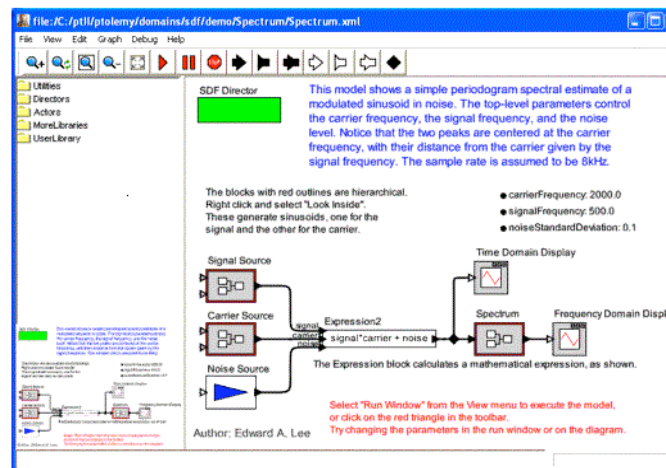 file:/C:/ptII/ptolemy/domains/sdf/demo/Spectrum/Spectrum.xml
File View Edit Graph Debug Help
Utilities
Directors
Actors
MoreLibraries
UserLibrary
SDF Director
This model shows a simple periodogram spectral estimate of a
modulated sinusoid in noise. The top-level parameters control
the carrier frequency, the signal frequency, and the noise
level. Notice that the two peaks are centered at the carrier
frequency, with their distance from the carrier given by the
signal frequency. The sample rate is assumed to be 8kHz.
The blocks with red outlines are hierarchical.
Right click and select "Look Inside".
These generate sinusoids, one for the
signal and the other for the carrier.
carrierFrequency: 2000.0
signalFrequency: 500.0
noiseStandardDeviation: 0.1
Signal Source
Carrier Source
Noise Source
signal
carrier
noise
Expression2
signal*carrier + noise
Time Domain Display
Spectrum
Frequency Domain Displ
The Expression block calculates a mathematical expression, as shown.
Select "Run Window" from the View menu to execute the model,
or click on the red triangle in the toolbar.
Try changing the parameters in the run window or on the diagram.
Author: Edward A. Lee